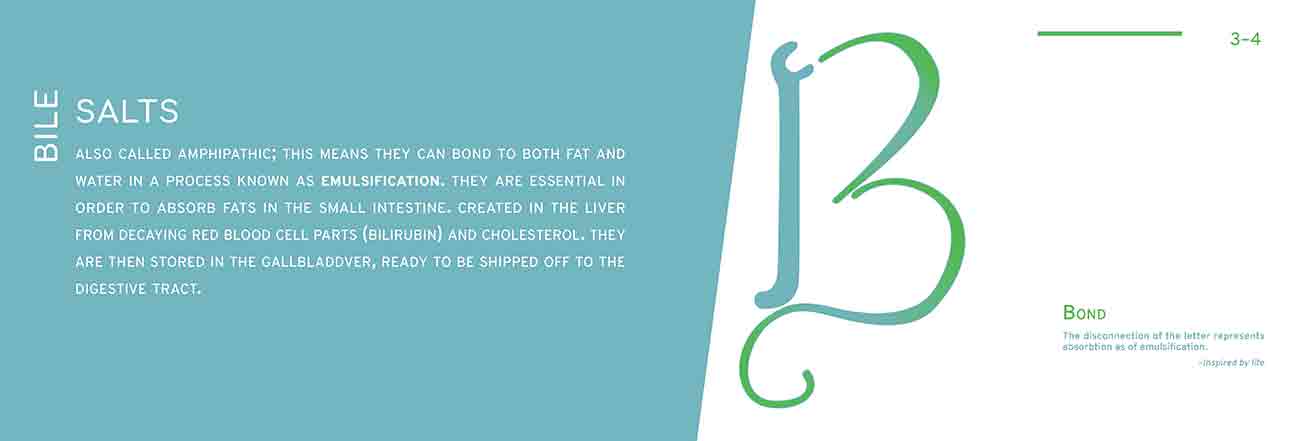 BILE
SALTS
ALSO CALLED AMPHIPATHIC; THIS MEANS THEY CAN BOND TO BOTH FAT AND
WATER IN A PROCESS KNOWN AS EMULSIFICATION. THEY ARE ESSENTIAL IN
ORDER TO ABSORB FATS IN THE SMALL INTESTINE. CREATED IN THE LIVER
FROM DECAYING RED BLOOD CELL PARTS (BILIRUBIN) AND CHOLESTEROL. THEY
ARE THEN STORED IN THE GALLBLADDVER, READY TO BE SHIPPED OFF TO THE
DIGESTIVE TRACT.
B
3-4
BOND
The disconnection of the letter represents
absorbtion as of emulsification.
-Inspired by life